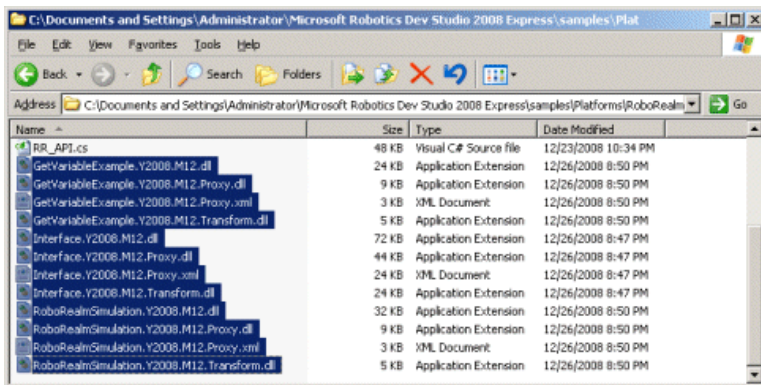 C:\Documents and Settings\Administrator\Microsoft Robotics Dev Studio 2008 Express\samples\Plat
File Edit View Favorites Tools Help
Back Search Folders
Address C:\Documents and Settings\Administrator\Microsoft Robotics Dev Studio 2008 Express\samples\Platforms\RoboRealm Go
Name Size Type Date Modified
RR_API.cs 48 KB Visual C# Source file 12/23/2008 10:34 PM
GetVariableExample.Y2008.M12.dll 24 KB Application Extension 12/26/2008 8:50 PM
GetVariableExample.Y2008.M12.Proxy.dll 9 KB Application Extension 12/26/2008 8:50 PM
GetVariableExample.Y2008.M12.Proxy.xml 3 KB XML Document 12/26/2008 8:50 PM
GetVariableExample.Y2008.M12.Transform.dll 5 KB Application Extension 12/26/2008 8:50 PM
Interface.Y2008.M12.dll 72 KB Application Extension 12/26/2008 8:47 PM
Interface.Y2008.M12.Proxy.dll 44 KB Application Extension 12/26/2008 8:47 PM
Interface.Y2008.M12.Proxy.xml 24 KB XML Document 12/26/2008 8:47 PM
Interface.Y2008.M12.Transform.dll 24 KB Application Extension 12/26/2008 8:47 PM
RoboRealmSimulation.Y2008.M12.dll 32 KB Application Extension 12/26/2008 8:50 PM
RoboRealmSimulation.Y2008.M12.Proxy.dll 9 KB Application Extension 12/26/2008 8:50 PM
RoboRealmSimulation.Y2008.M12.Proxy.xml 3 KB XML Document 12/26/2008 8:50 PM
RoboRealmSimulation.Y2008.M12.Transform.dll 5 KB Application Extension 12/26/2008 8:50 PM